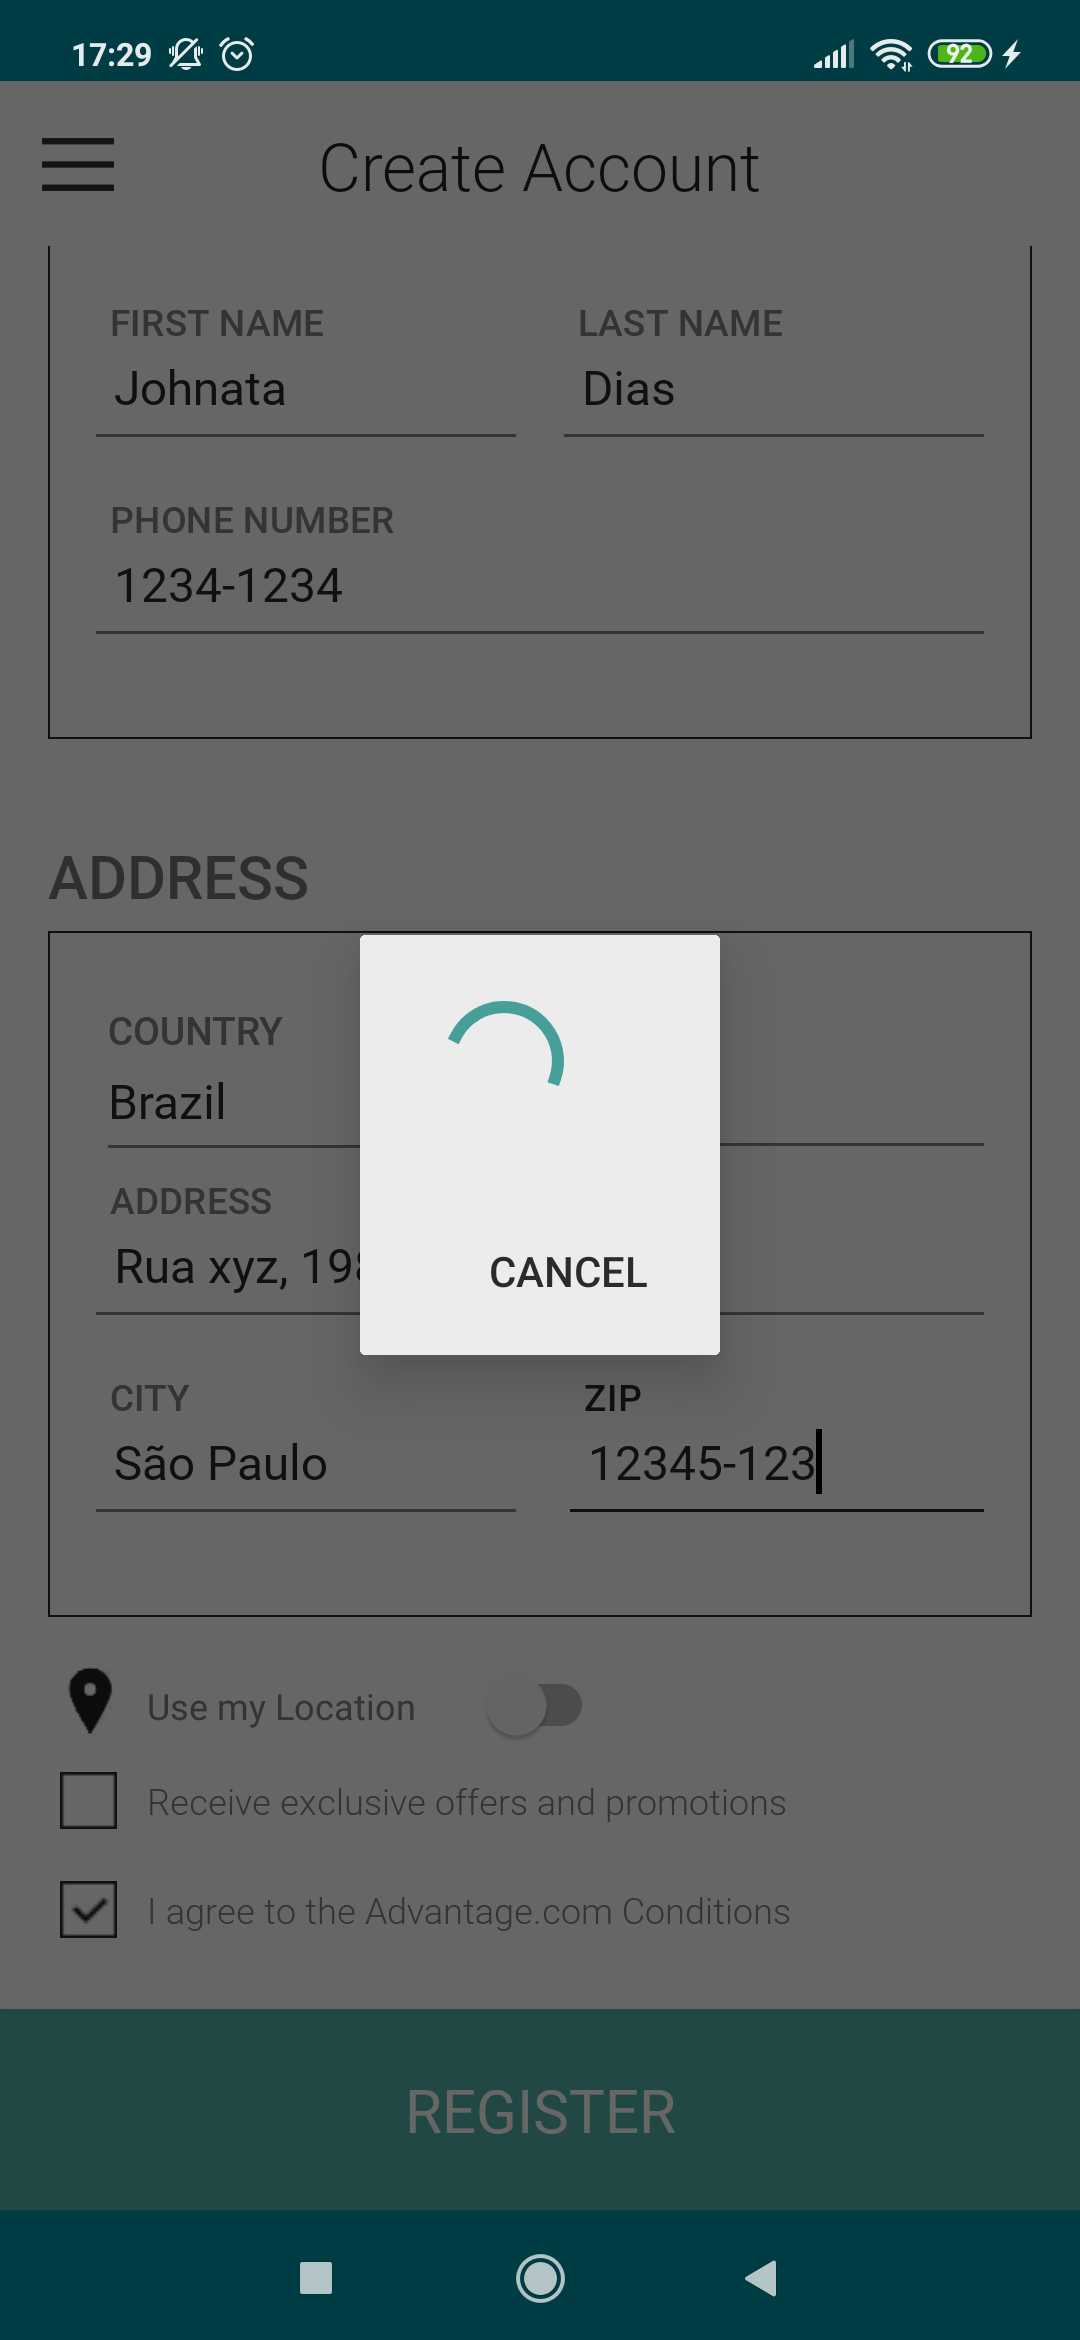 17:29 92
Create Account
FIRST NAME LAST NAME
Johnata Dias
PHONE NUMBER
1234-1234
ADDRESS
COUNTRY
Brazil
ADDRESS
Rua xyz, 19
CANCEL
CITY ZIP
São Paulo 12345-123
Use my Location
Receive exclusive offers and promotions
I agree to the Advantage.com Conditions
REGISTER